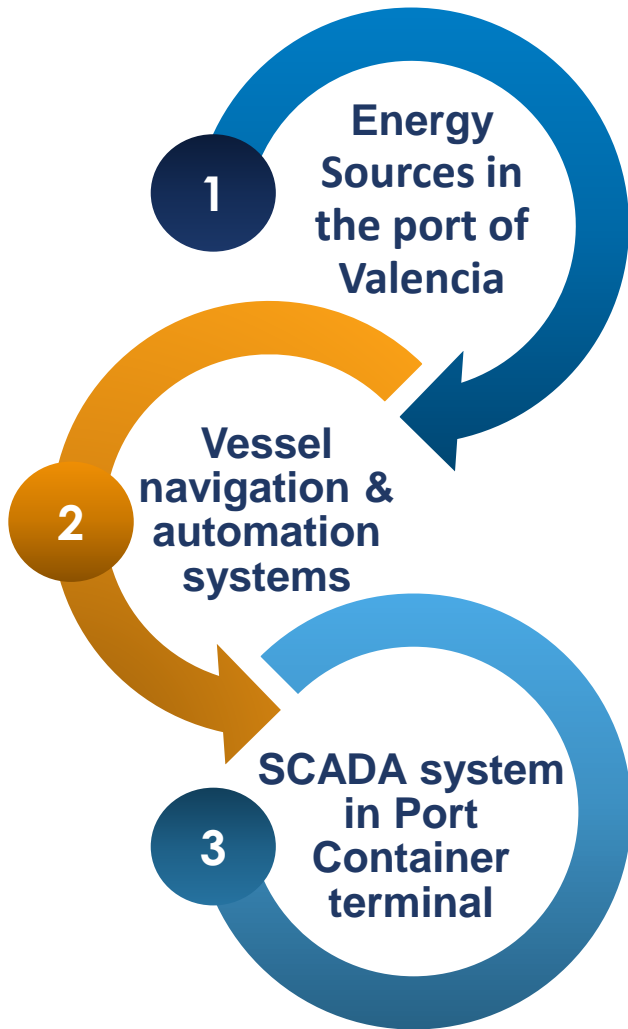 1
Energy
Sources in
the port of
Valencia
2
Vessel
navigation &
automation
systems
3
SCADA system
in Port
Container
terminal